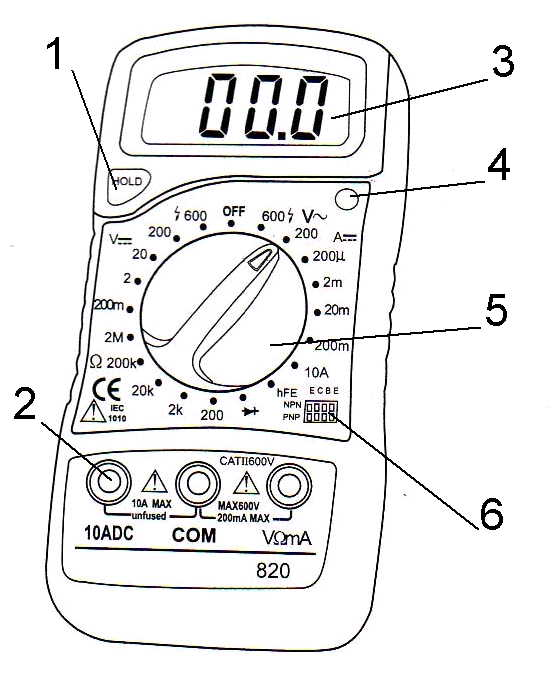 1
2
3
4
5
6
00.0
HOLD
OFF
600
V~
200
A
200µ
2m
20m
200m
10A
hFE
200
2k
20k
200k
Ω
2M
200m
2
20
V
200
600
E C B E
NPN
PNP
CE
IEC
1010
CATII600V
10A MAX
unfused
MAX600V
200mA MAX
10ADC
COM
VΩmA
820